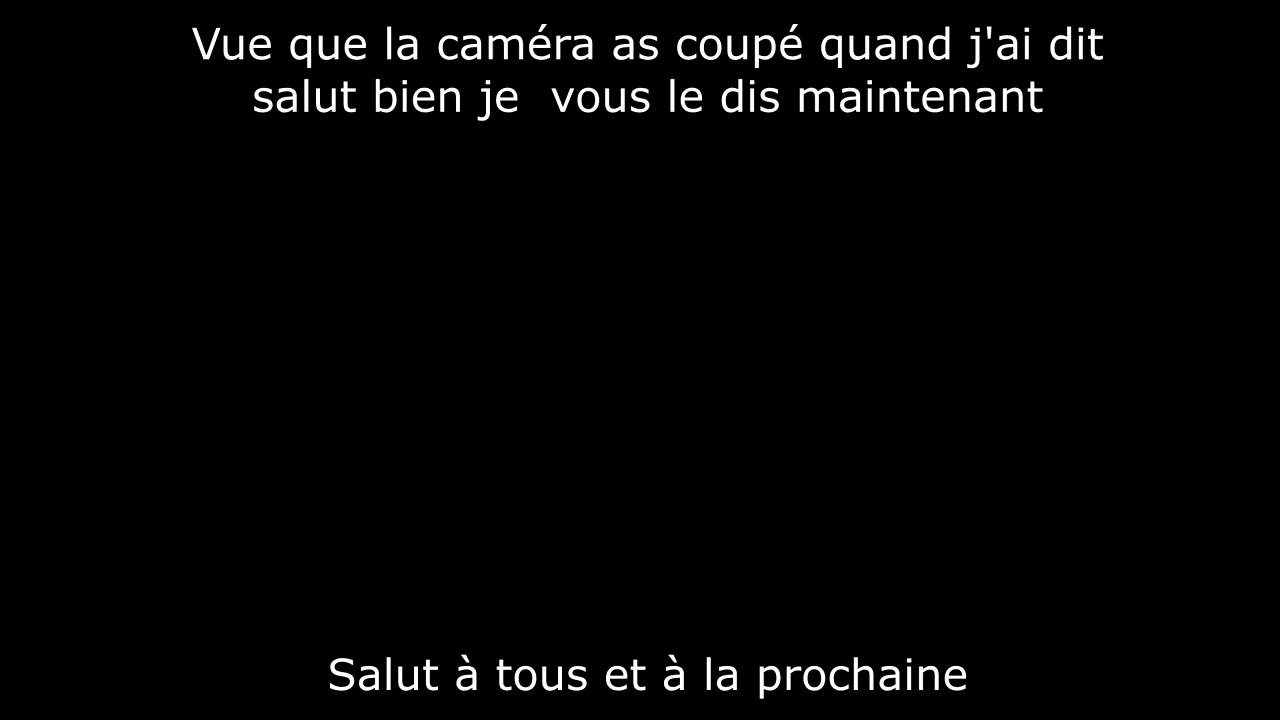 Vue que la caméra as coupé quand j'ai dit
salut bien je  vous le dis maintenant
Salut à tous et à la prochaine